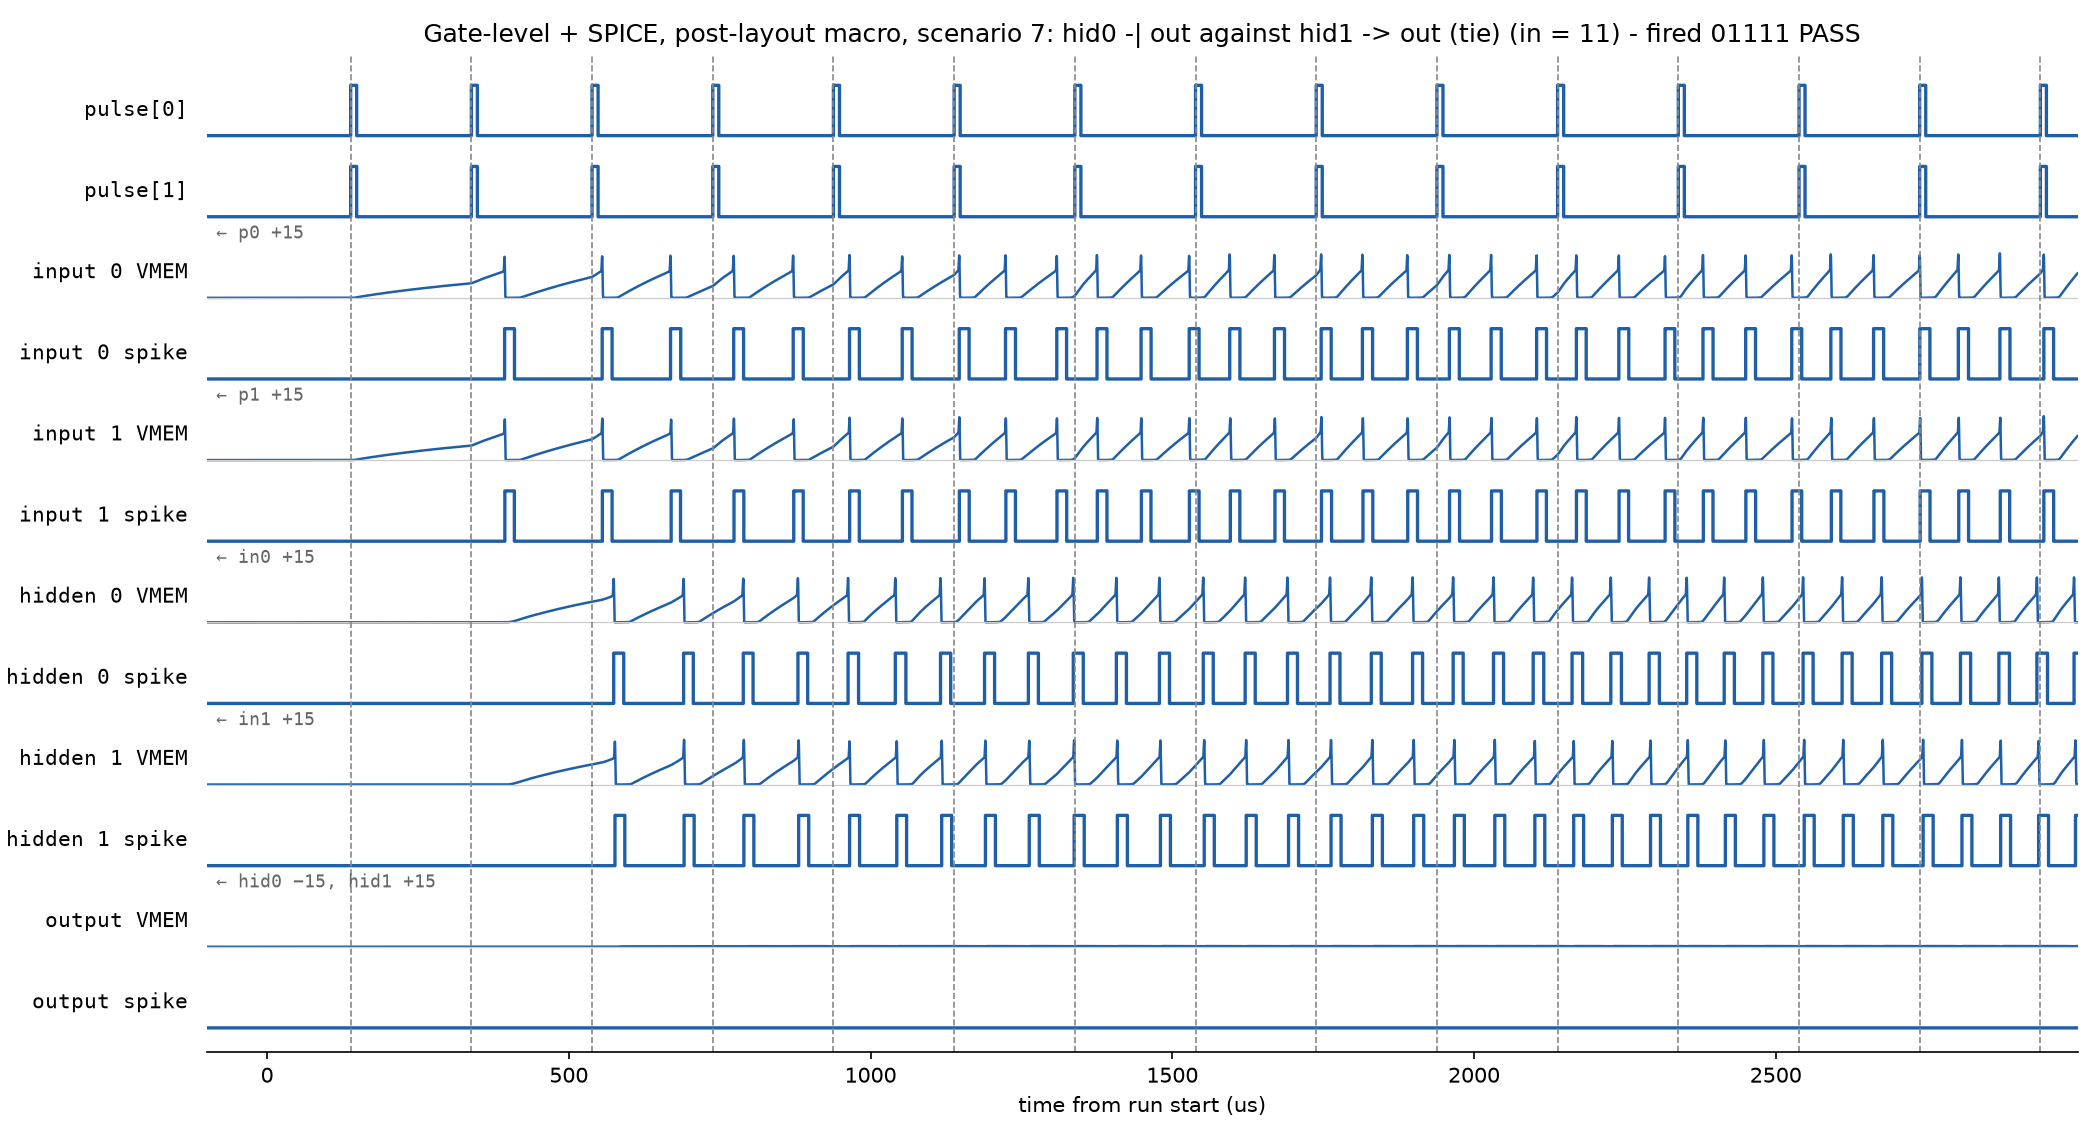 Gate-level + SPICE, post-layout macro, scenario 7: hid0 -| out against hid1 -> out (tie) (in = 11) - fired 01111 PASS
pulse[0]
pulse[1]
← p0 +15
input 0 VMEM
input 0 spike
← p1 +15
input 1 VMEM
input 1 spike
← in0 +15
hidden 0 VMEM
hidden 0 spike
← in1 +15
hidden 1 VMEM
hidden 1 spike
← hid0 −15, hid1 +15
output VMEM
output spike
0 500 1000 1500 2000 2500
time from run start (us)